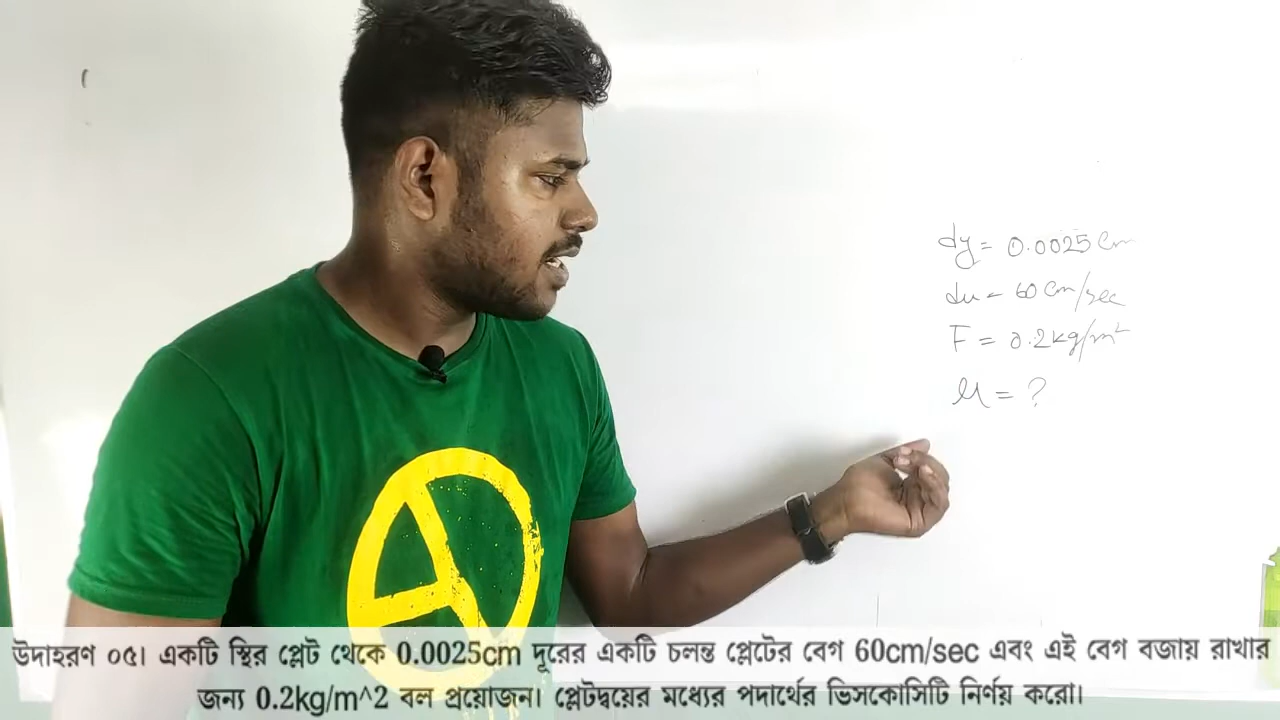 dy = 0.0025 cm
du = 60 cm/sec
F = 0.2 kg/m²
μ = ?
উদাহরণ ০৫। একটি স্থির প্লেট থেকে 0.0025cm দূরের একটি চলন্ত প্লেটের বেগ 60cm/sec এবং এই বেগ বজায় রাখার
জন্য 0.2kg/m^2 বল প্রয়োজন। প্লেটদ্বয়ের মধ্যের পদার্থের ভিসকোসিটি নির্ণয় করো।